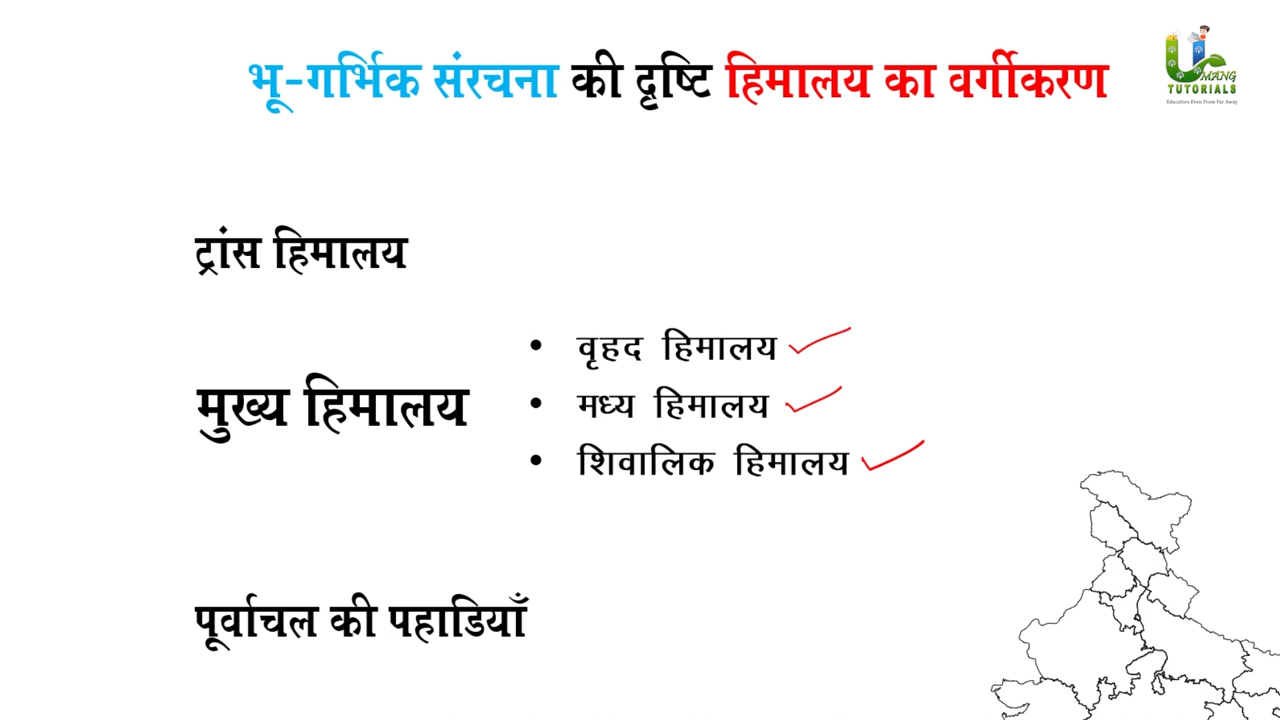 भू-गर्भिक संरचना की दृष्टि हिमालय का वर्गीकरण
UMANG
TUTORIALS
Education Even From Far Away
ट्रांस हिमालय
• वृहद हिमालय
मुख्य हिमालय
• मध्य हिमालय
• शिवालिक हिमालय
पूर्वाचल की पहाडियाँ